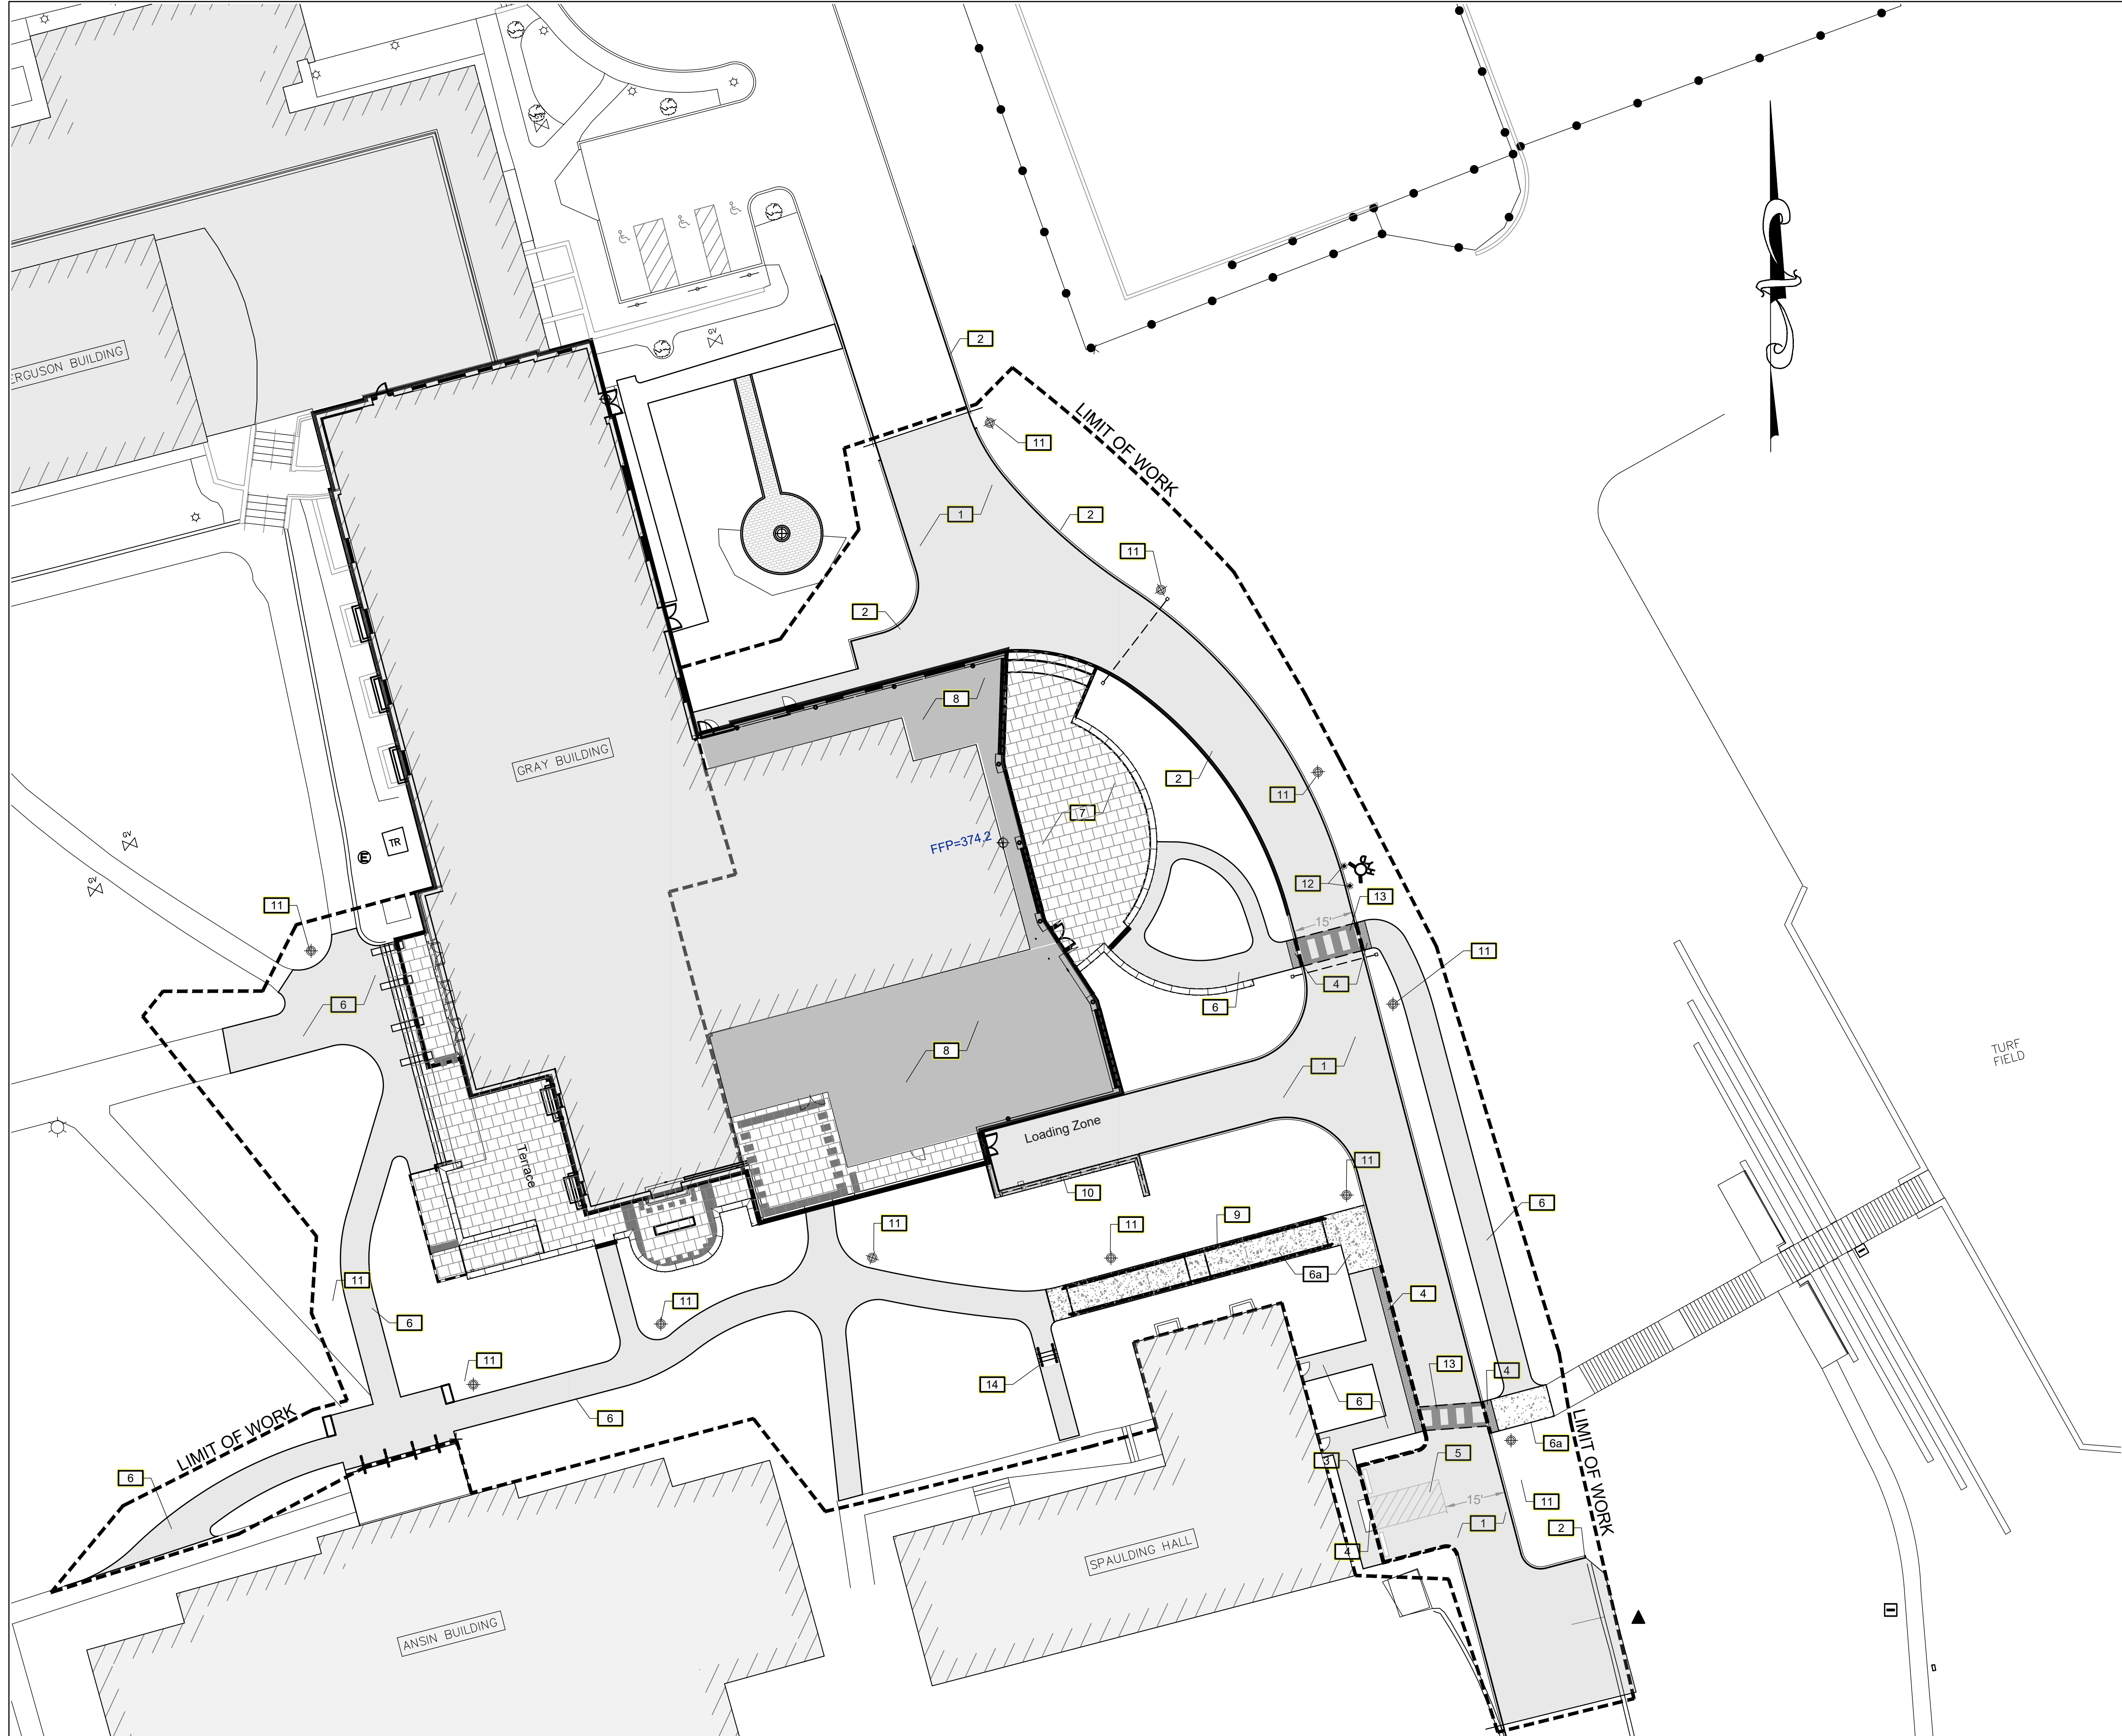 GV
ERGUSON BUILDING
GV
2
LIMIT OF WORK
11
1
2
11
2
8
GRAY BUILDING
2
11
7
FFP=374.2
TR
E
GV
GV
12
13
15'
11
11
4
6
6
8
1
TURF
FIELD
Loading Zone
Terrace
10
11
6
9
11
11
6a
11
6
11
4
13
4
11
14
6
6
LIMIT OF WORK
LIMIT OF WORK
6a
3
5
6
15'
11
1
2
4
SPAULDING HALL
ANSIN BUILDING